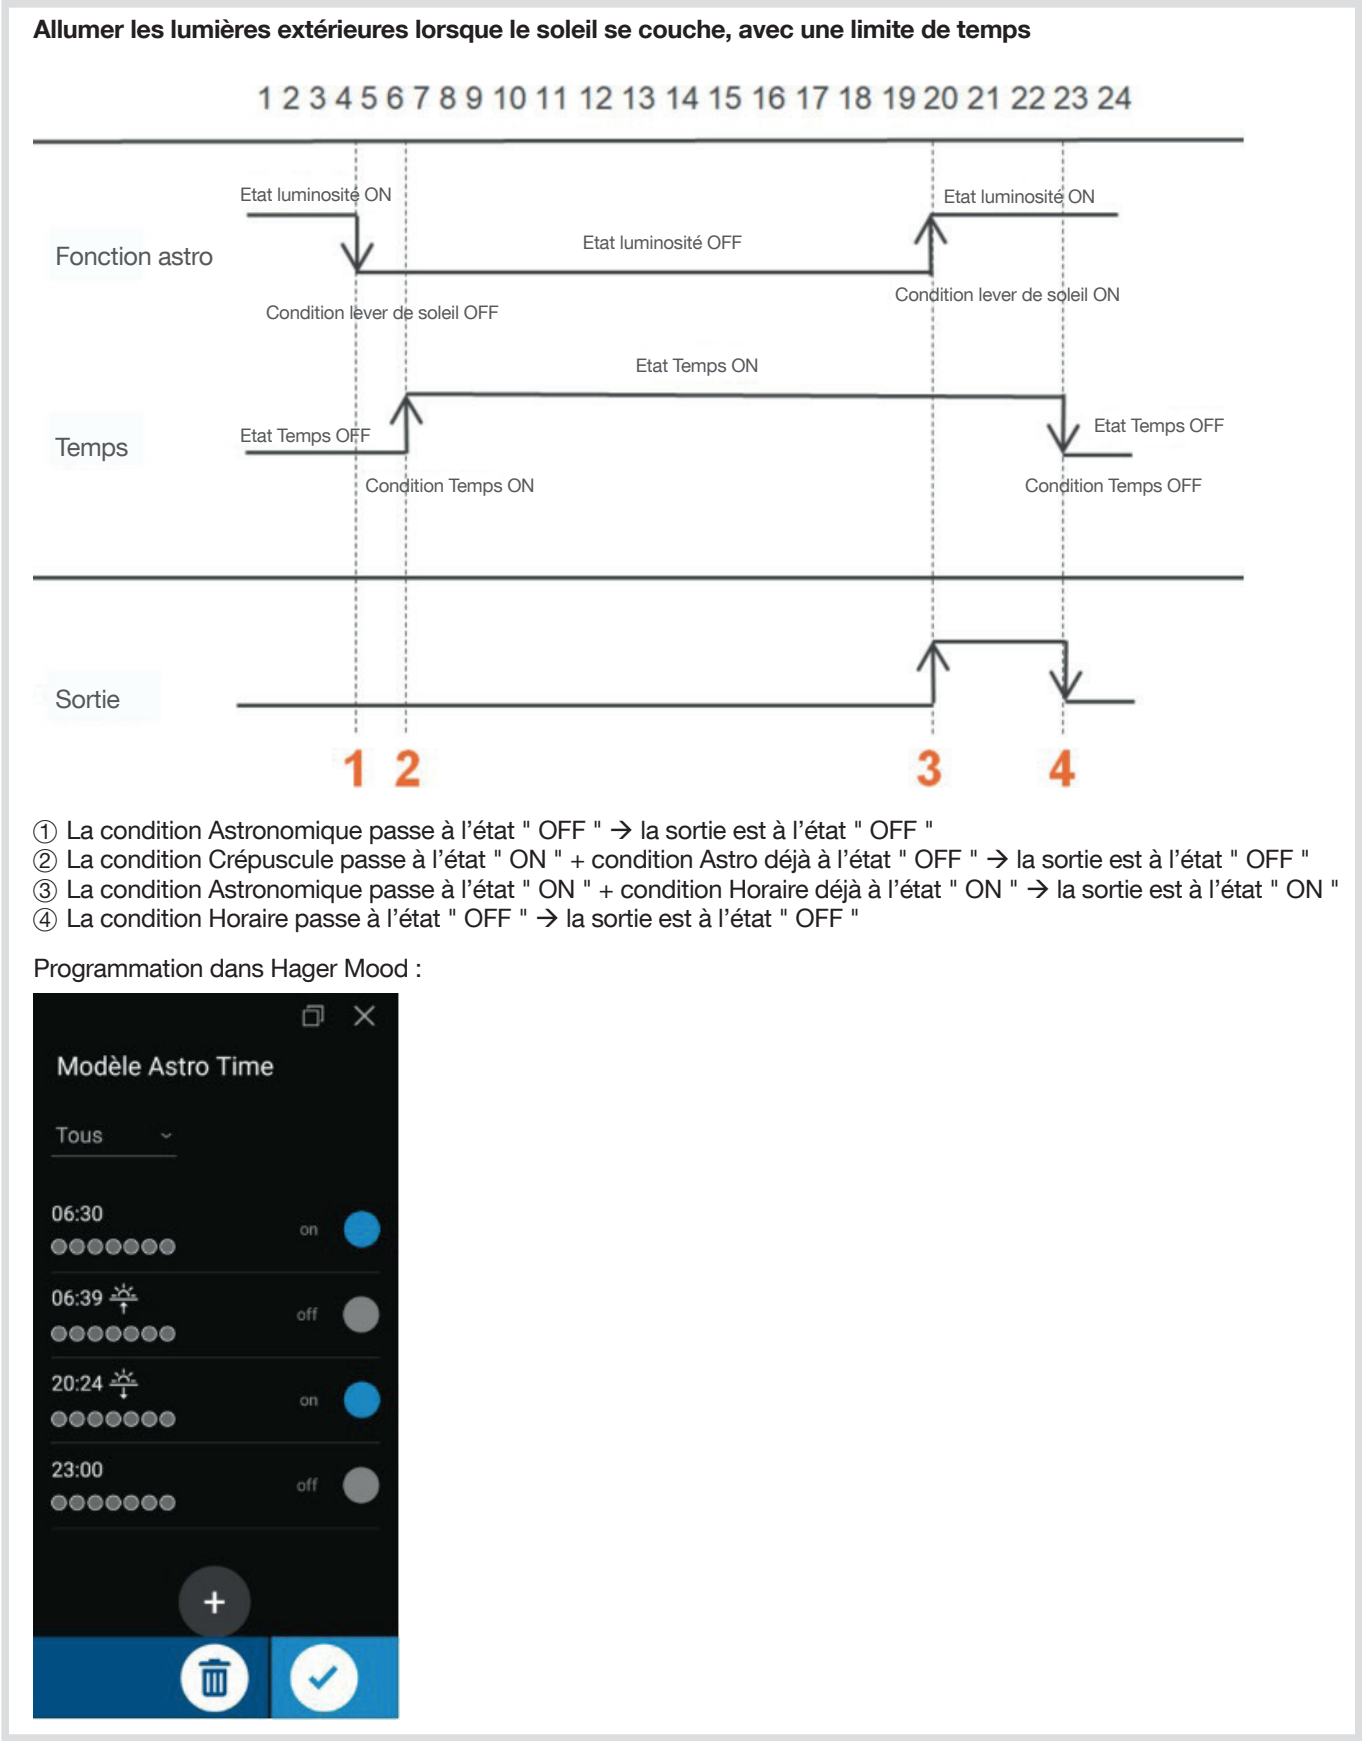 Allumer les lumières extérieures lorsque le soleil se couche, avec une limite de temps
1 2 3 4 5 6 7 8 9 10 11 12 13 14 15 16 17 18 19 20 21 22 23 24
Etat luminosité ON
Etat luminosité ON
Etat luminosité OFF
Fonction astro
Condition lever de soleil ON
Condition lever de soleil OFF
Etat Temps ON
Etat Temps OFF
Etat Temps OFF
Temps
Condition Temps ON
Condition Temps OFF
Sortie
1 2 3 4
① La condition Astronomique passe à l’état " OFF " → la sortie est à l’état " OFF "
② La condition Crépuscule passe à l’état " ON " + condition Astro déjà à l’état " OFF " → la sortie est à l’état " OFF "
③ La condition Astronomique passe à l’état " ON " + condition Horaire déjà à l’état " ON " → la sortie est à l’état " ON "
④ La condition Horaire passe à l’état " OFF " → la sortie est à l’état " OFF "
Programmation dans Hager Mood :
Modèle Astro Time
Tous
06:30
on
06:39
off
20:24
on
23:00
off
+